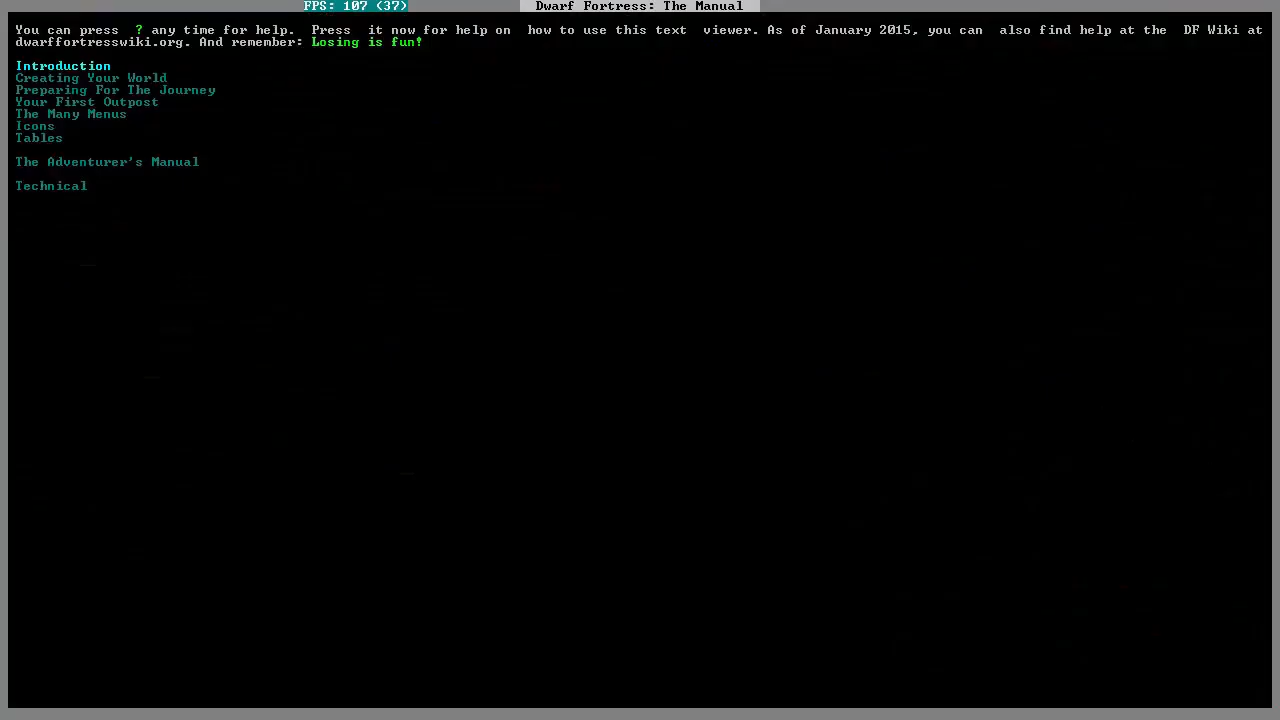 FPS: 107 (37) Dwarf Fortress: The Manual
You can press ? any time for help. Press it now for help on how to use this text viewer. As of January 2015, you can also find help at the DF Wiki at
dwarffortresswiki.org. And remember: Losing is fun!
Introduction
Creating Your World
Preparing For The Journey
Your First Outpost
The Many Menus
Icons
Tables
The Adventurer's Manual
Technical